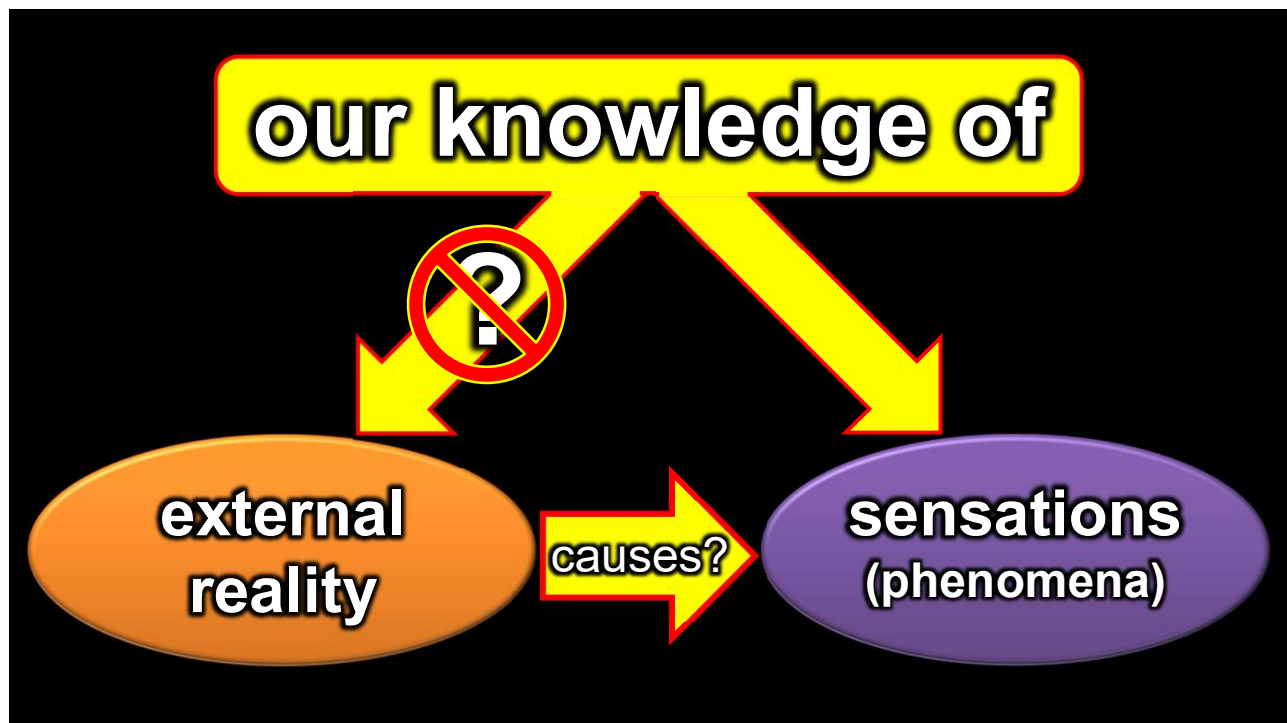 our knowledge of
?
external
reality
causes?
sensations
(phenomena)